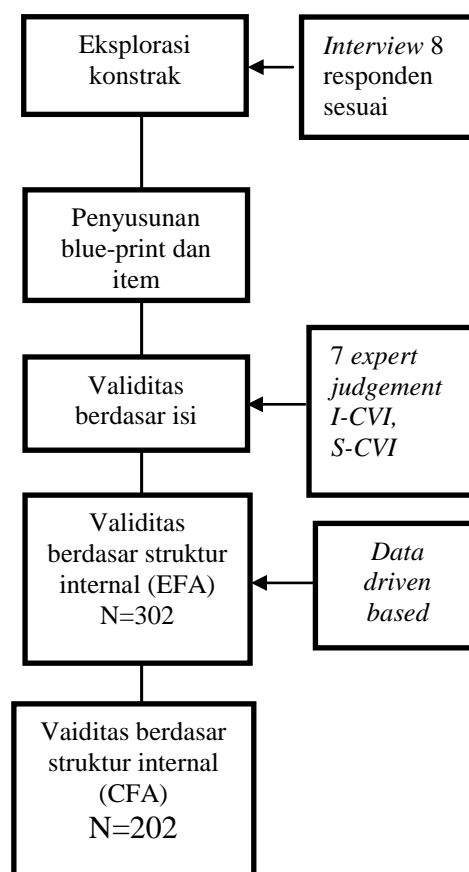 Eksplorasi
konstrak
Interview 8
responden
sesuai
Penyusunan
blue-print dan
item
Validitas
berdasar isi
7 expert
judgement
I-CVI,
S-CVI
Validitas
berdasar struktur
internal (EFA)
N=302
Data
driven
based
Vaiditas berdasar
struktur internal
(CFA)
N=202